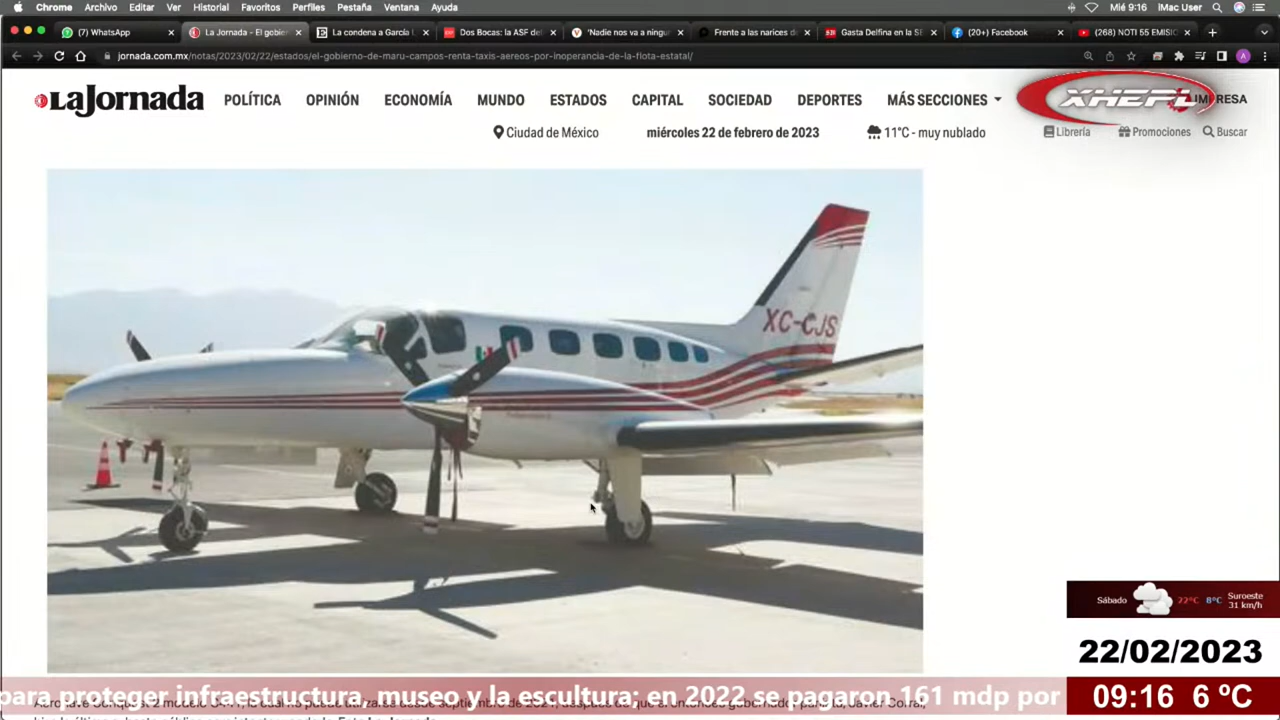 Chrome Archivo Editar Ver Historial Favoritos Perfiles Pestaña Ventana Ayuda
Mié 9:16 iMac User
(7) WhatsApp
La Jornada - El gobier
La condena a García L
Dos Bocas: la ASF de
'Nadie nos va a ningu
Frente a las narices d
Gasta Delfina en la SE
(20+) Facebook
(268) NOTI 55 EMISIO
jornada.com.mx/notas/2023/02/22/estados/el-gobierno-de-maru-campos-renta-taxis-aereos-por-inoperancia-de-la-flota-estatal/
La Jornada
POLÍTICA OPINIÓN ECONOMÍA MUNDO ESTADOS CAPITAL SOCIEDAD DEPORTES MÁS SECCIONES
XHEPL
IMPRESA
Ciudad de México miércoles 22 de febrero de 2023 11°C - muy nublado Librería Promociones Buscar
XC-CJS
Sábado 22°C 8°C Suroeste
31 km/h
22/02/2023
para proteger infraestructura, museo y la escultura; en 2022 se pagaron 161 mdp por
09:16 6 ºC